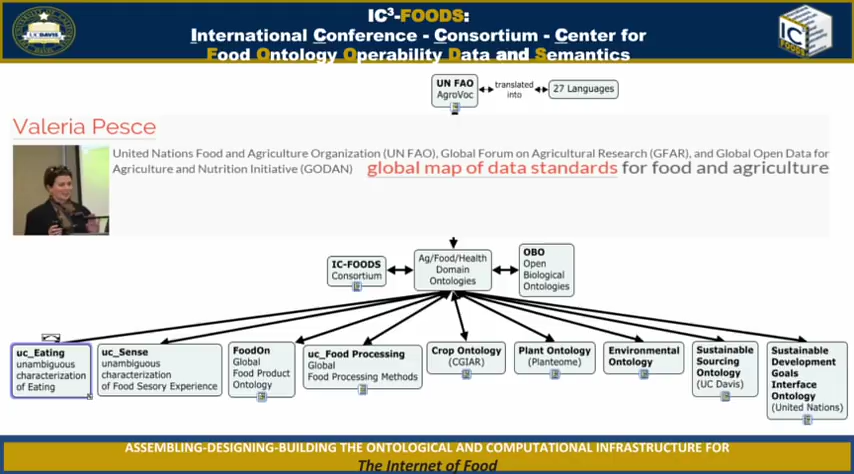 IC³-FOODS:
International Conference - Consortium - Center for
Food Ontology Operability Data and Semantics
UC DAVIS
IC
FOODS
UN FAO
AgroVoc
translated
into
27 Languages
Valeria Pesce
United Nations Food and Agriculture Organization (UN FAO), Global Forum on Agricultural Research (GFAR), and Global Open Data for
Agriculture and Nutrition Initiative (GODAN) global map of data standards for food and agriculture
IC-FOODS
Consortium
Ag/Food/Health
Domain
Ontologies
OBO
Open
Biological
Ontologies
uc_Eating
unambiguous
characterization
of Eating
uc_Sense
unambiguous
characterization
of Food Sesory Experience
FoodOn
Global
Food Product
Ontology
uc_Food Processing
Global
Food Processing Methods
Crop Ontology
(CGIAR)
Plant Ontology
(Planteome)
Environmental
Ontology
Sustainable
Sourcing
Ontology
(UC Davis)
Sustainable
Development
Goals
Interface
Ontology
(United Nations)
ASSEMBLING-DESIGNING-BUILDING THE ONTOLOGICAL AND COMPUTATIONAL INFRASTRUCTURE FOR
The Internet of Food